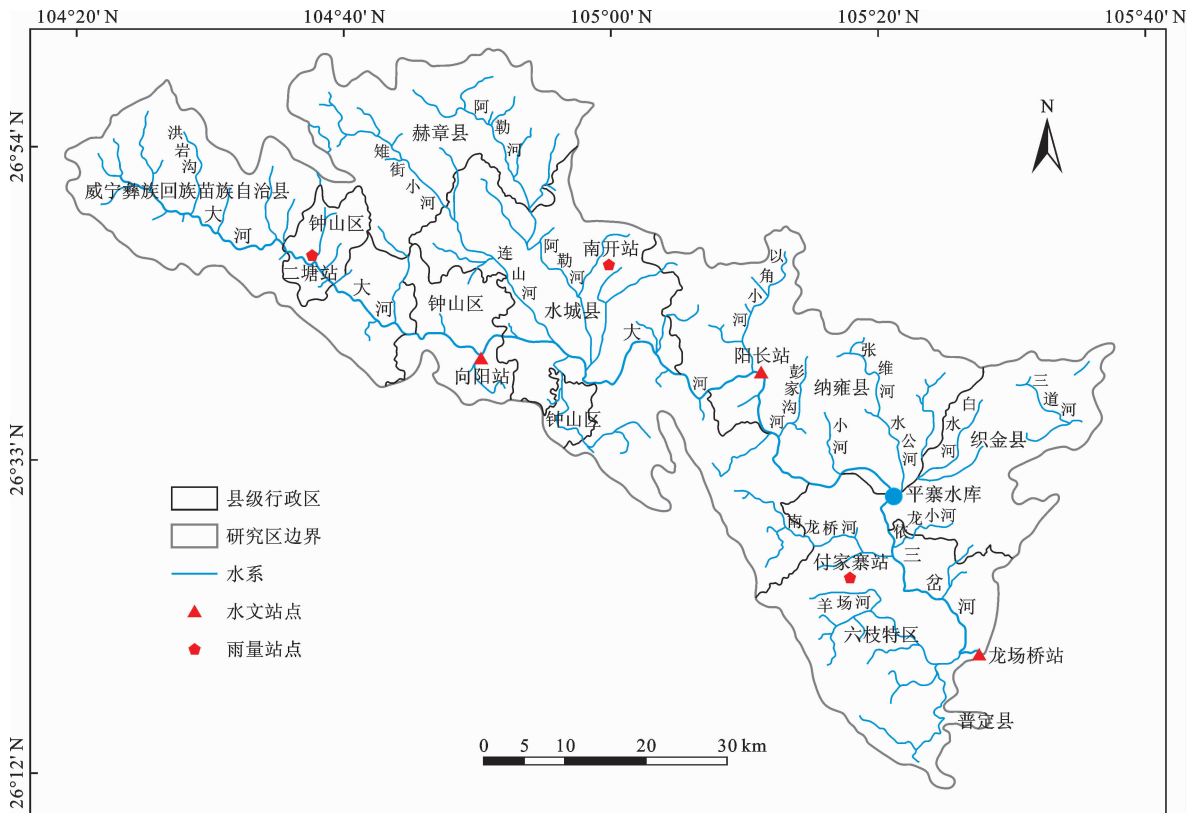 104°20′ N
104°40′ N
105°00′ N
105°20′ N
105°40′ N
26°54′ N
26°33′ N
26°12′ N
N
洪岩沟
威宁彝族回族苗族自治县
大河
赫章县
阿勒河
雉街小河
钟山区
二塘站
大河
钟山区
连山河
阿勒河
南开站
水城县
大
向阳站
钟山区
以角小河
阳长站
彭家沟
河
河
张维河
纳雍县
小河
水公河
白水河
三道河
织金县
平寨水库
南龙桥河
依龙小河
付家寨站
三岔河
羊场河
六枝特区
龙场桥站
普定县
县级行政区
研究区边界
水系
水文站点
雨量站点
0 5 10 20 30 km